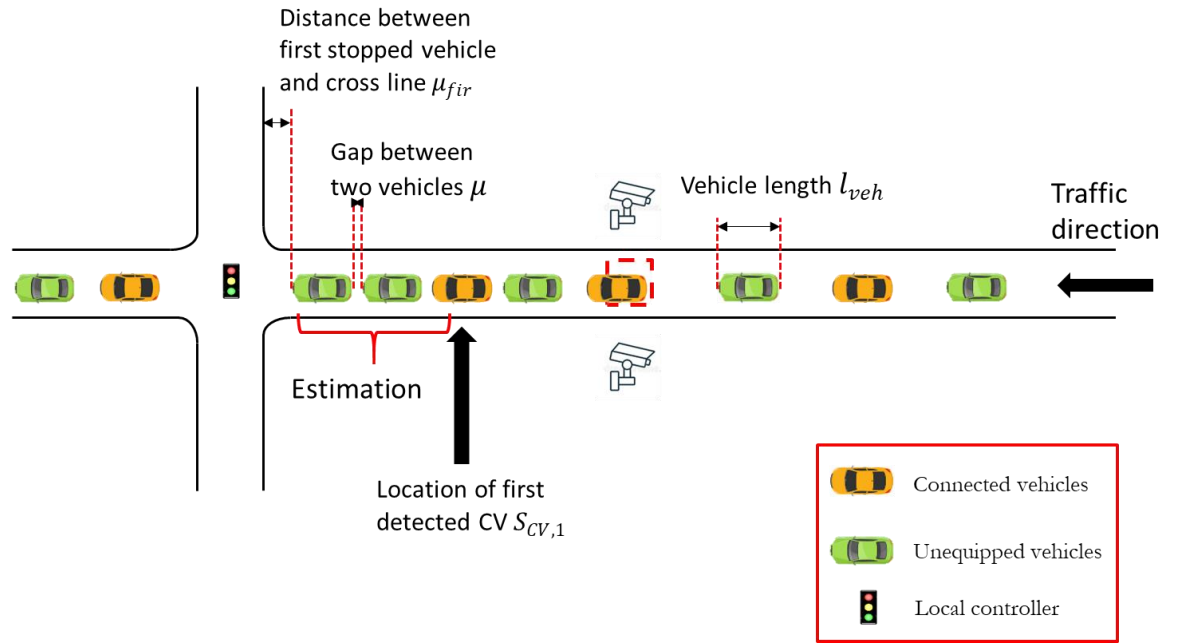 Distance between
first stopped vehicle
and cross line μ_fir
Gap between
two vehicles μ
Vehicle length l_veh
Traffic
direction
Estimation
Location of first
detected CV S_CV,1
Connected vehicles
Unequipped vehicles
Local controller